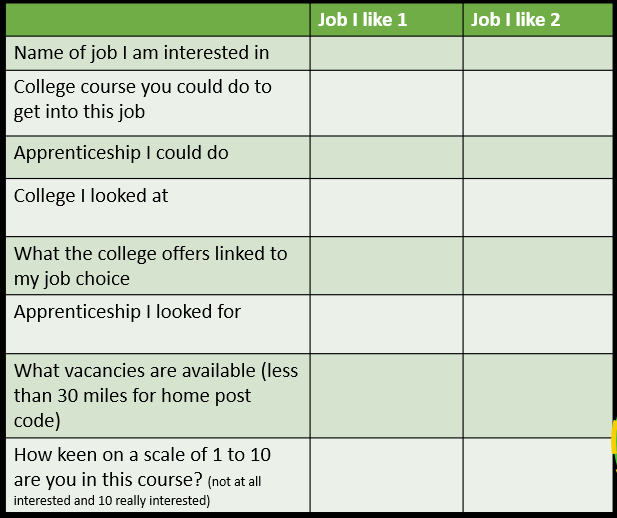 Job I like 1 Job I like 2
Name of job I am interested in
College course you could do to
get into this job
Apprenticeship I could do
College I looked at
What the college offers linked to
my job choice
Apprenticeship I looked for
What vacancies are available (less
than 30 miles for home post
code)
How keen on a scale of 1 to 10
are you in this course? (not at all
interested and 10 really interested)